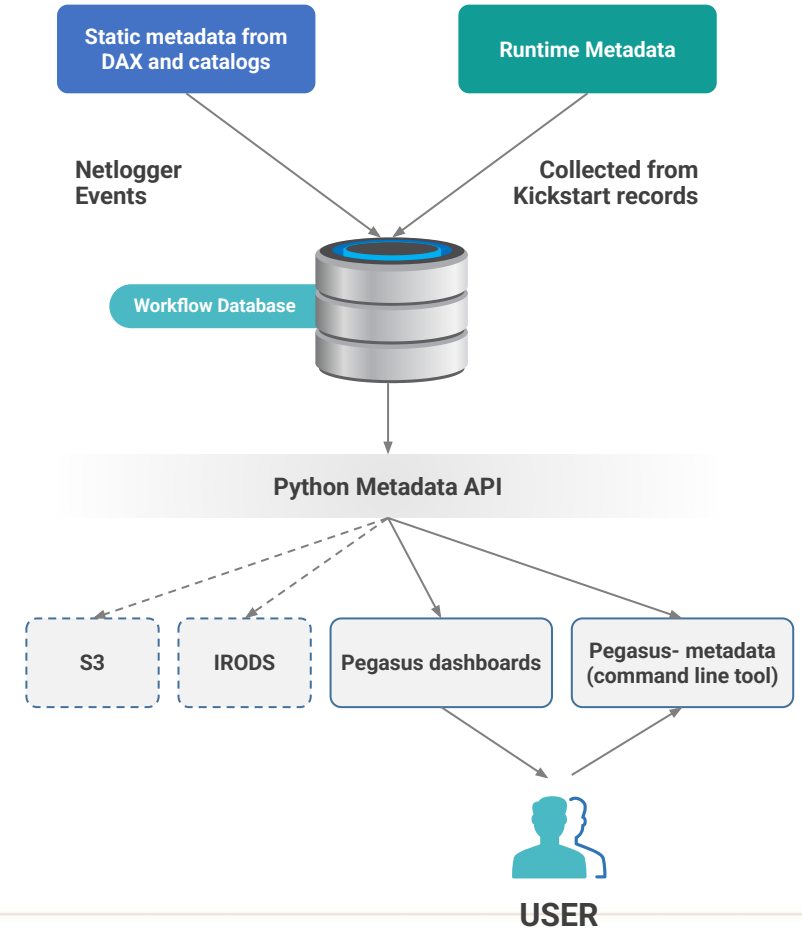 Static metadata from
DAX and catalogs
Runtime Metadata
Netlogger
Events
Collected from
Kickstart records
Workflow Database
Python Metadata API
S3
IRODS
Pegasus dashboards
Pegasus- metadata
(command line tool)
USER